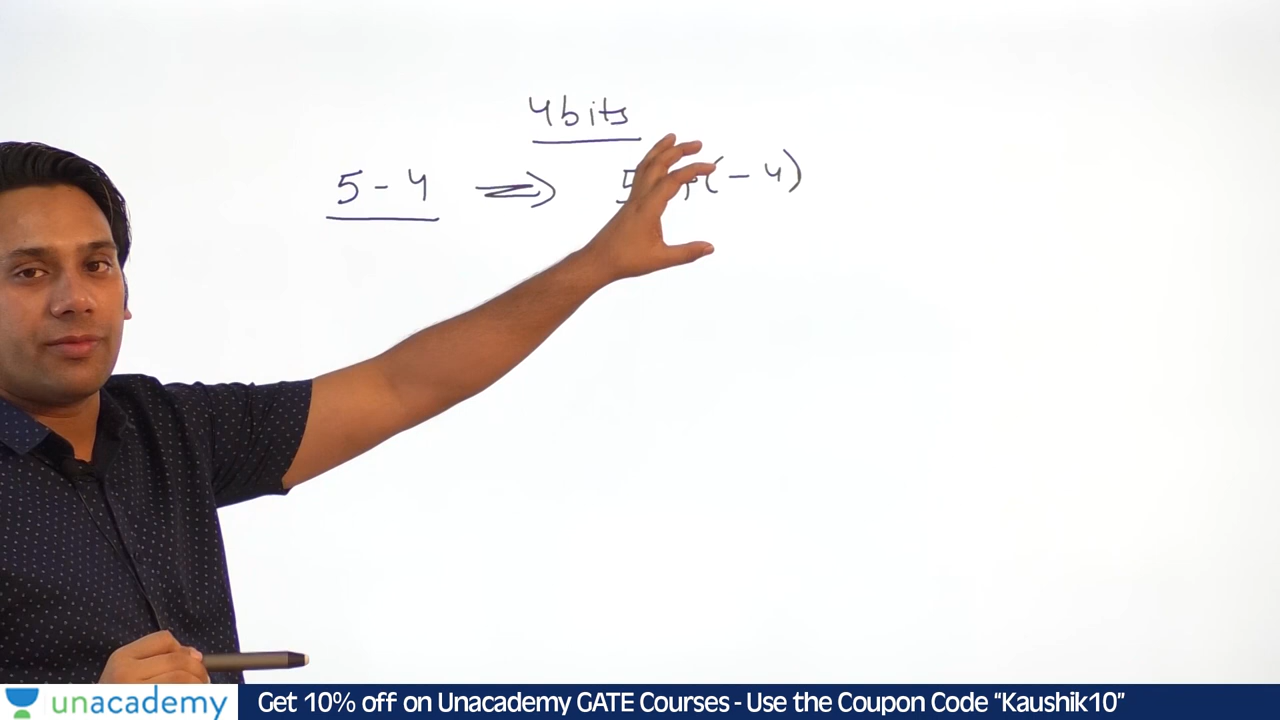 4bits
5 - 4 ⇒ 5 + (- 4)
unacademy
Get 10% off on Unacademy GATE Courses - Use the Coupon Code “Kaushik10”